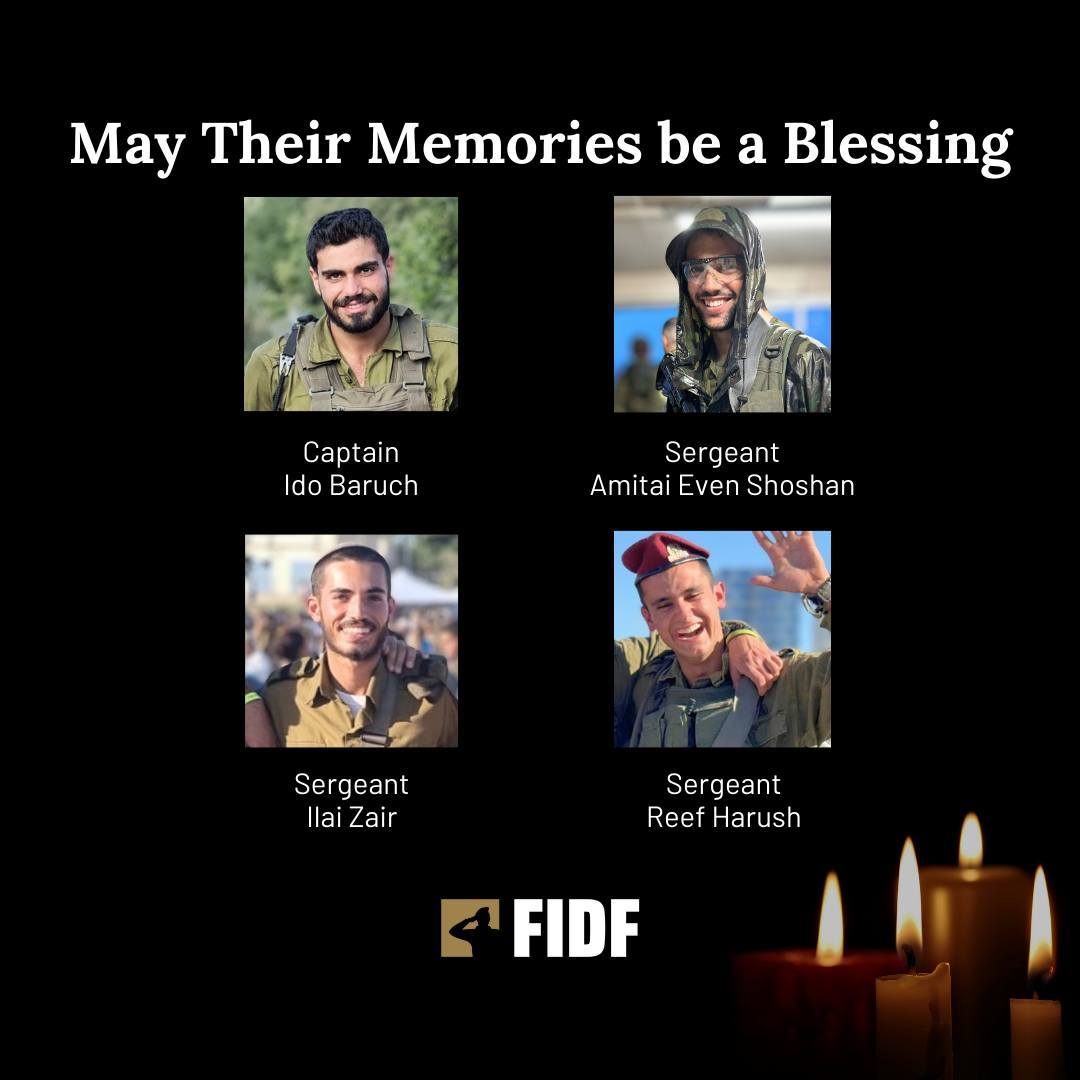 May Their Memories be a Blessing
Captain
Ido Baruch
Sergeant
Amitai Even Shoshan
Sergeant
Ilai Zair
Sergeant
Reef Harush
FIDF